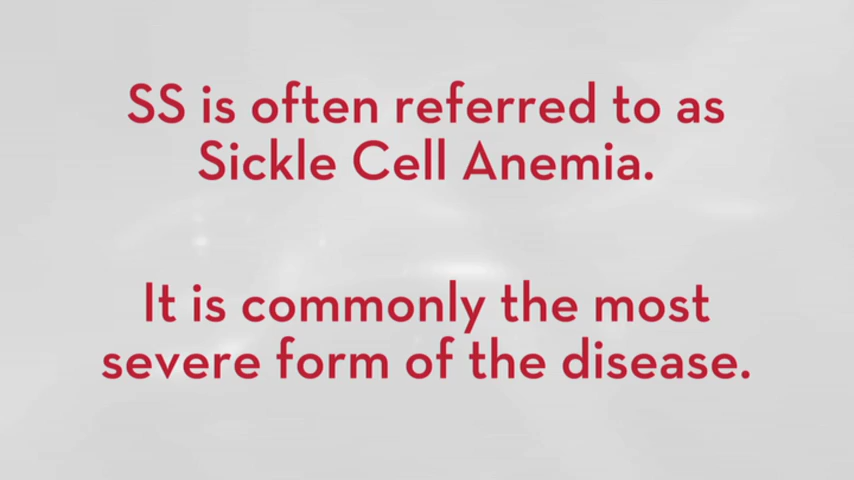 SS is often referred to as
Sickle Cell Anemia.
It is commonly the most
severe form of the disease.